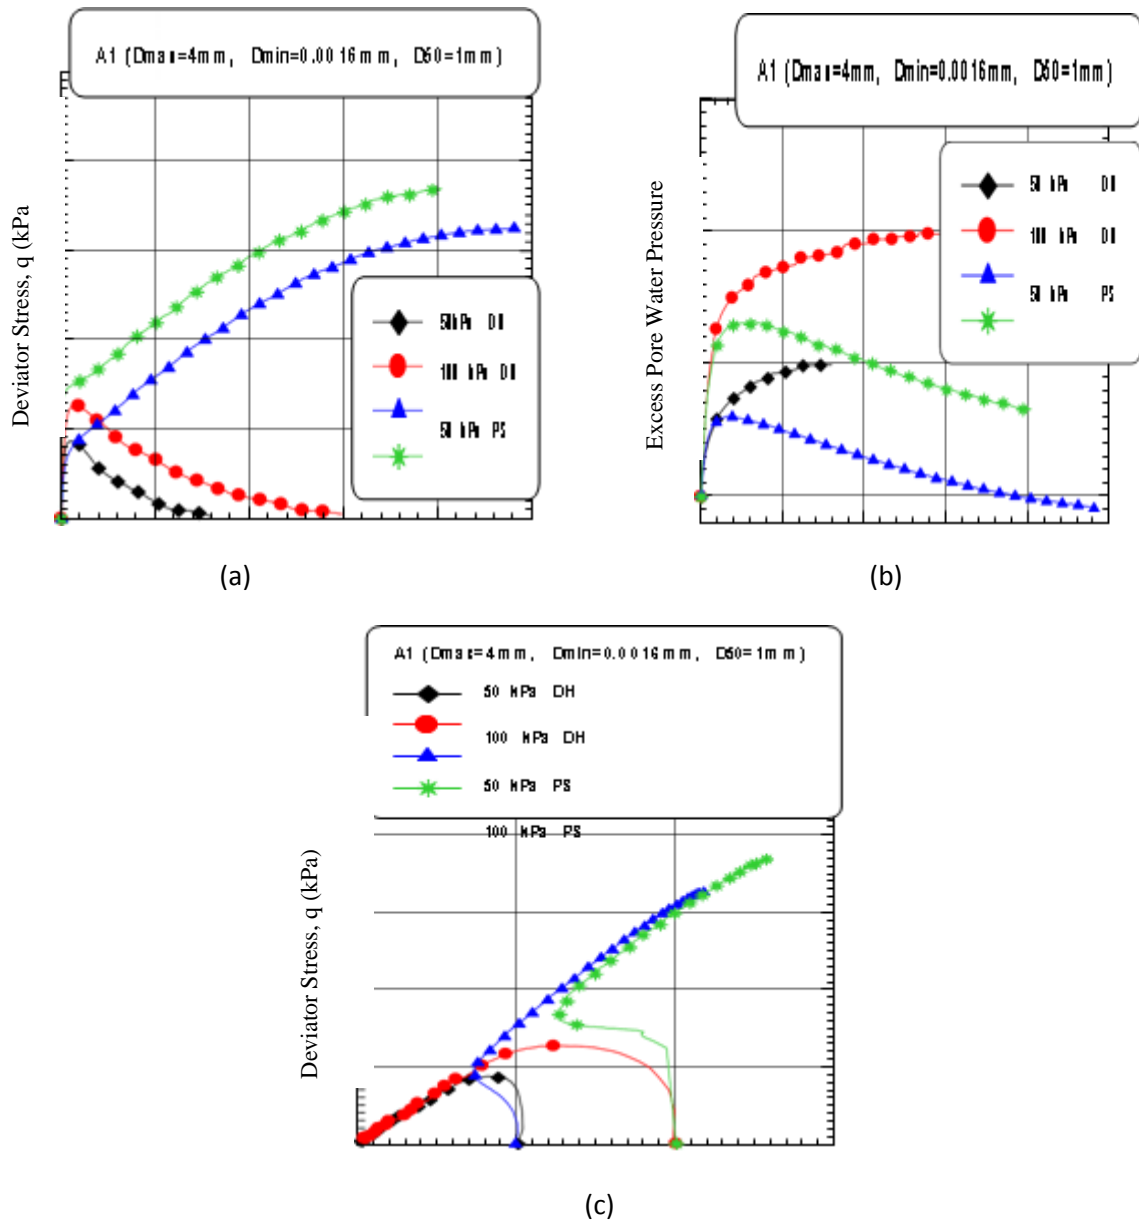 A1 (Dmax=4mm, Dmin=0.0016mm, D50=1mm)
Deviator Stress, q (kPa
50kPa
100 kPa
50 kPa PS
(a)
A1 (Dmax=4mm, Dmin=0.0016mm, D50=1mm)
Excess Pore Water Pressure
50 kPa
100 kPa
50 kPa PS
(b)
A1 (Dmax=4mm, Dmin=0.0016mm, D50=1mm)
50 kPa DH
100 kPa DH
50 kPa PS
100 kPa PS
Deviator Stress, q (kPa)
(c)